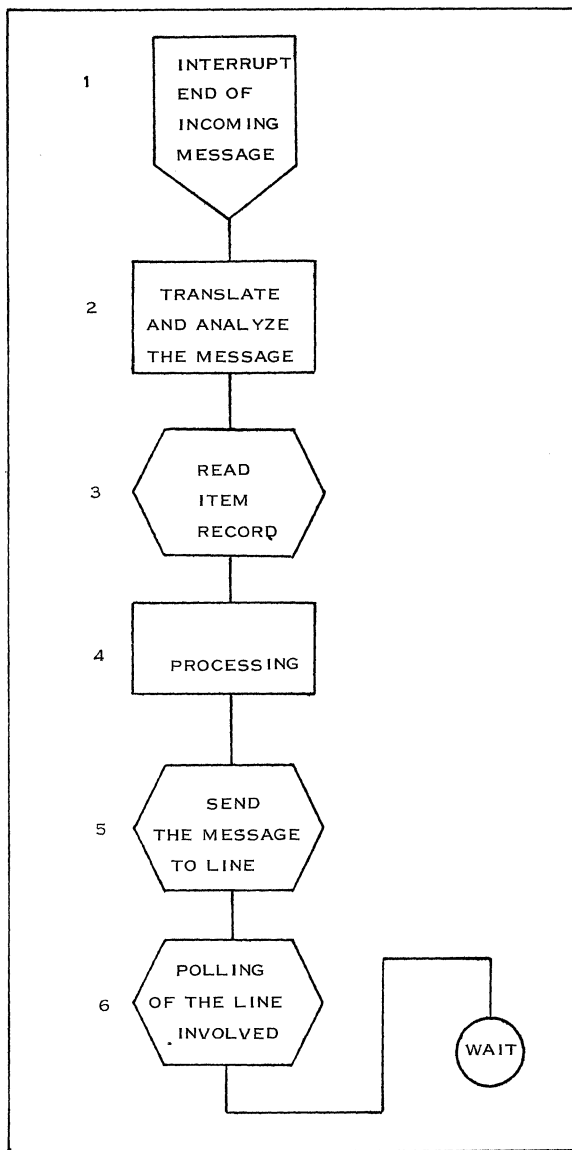 1
INTERRUPT
END OF
INCOMING
MESSAGE
2
TRANSLATE
AND ANALYZE
THE MESSAGE
3
READ
ITEM
RECORD
4
PROCESSING
5
SEND
THE MESSAGE
TO LINE
6
POLLING
OF THE LINE
INVOLVED
WAIT